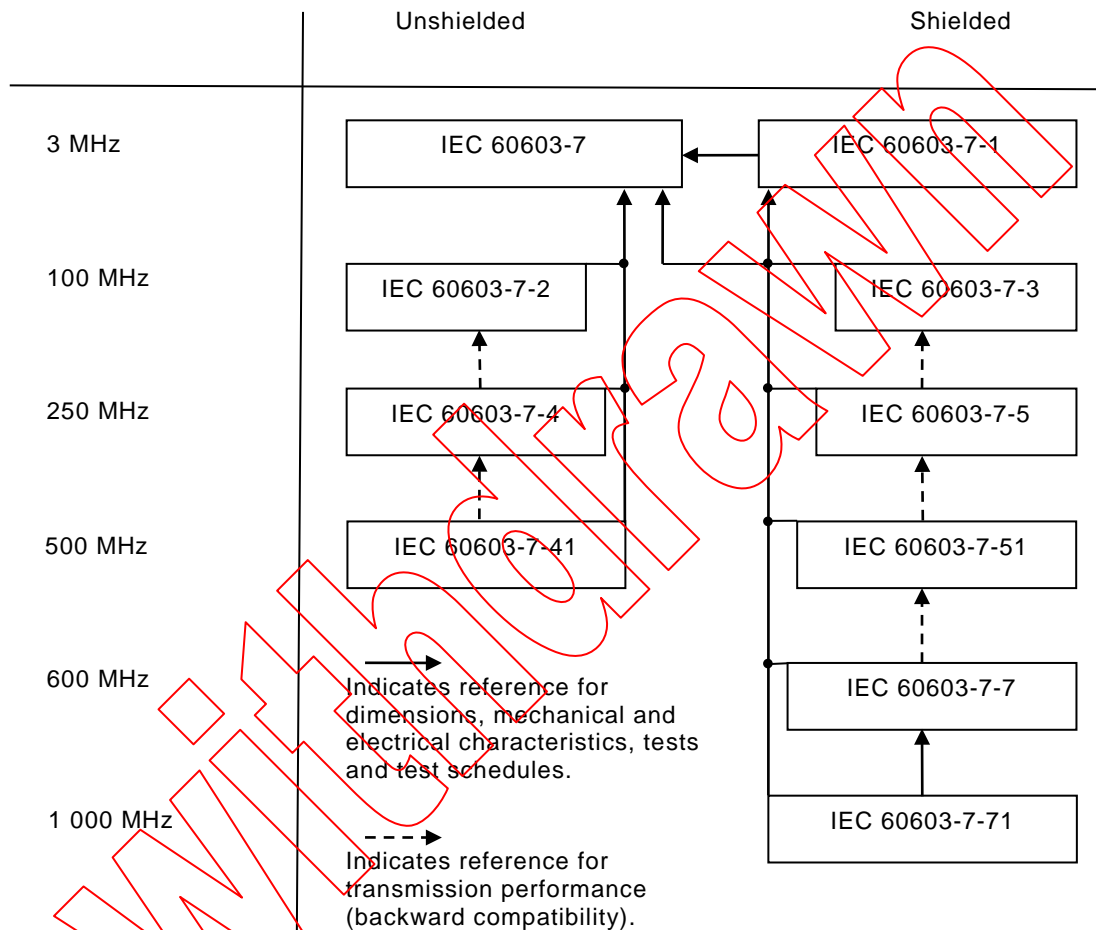 Unshielded Shielded
3 MHz IEC 60603-7 IEC 60603-7-1
100 MHz IEC 60603-7-2 IEC 60603-7-3
250 MHz IEC 60603-7-4 IEC 60603-7-5
500 MHz IEC 60603-7-41 IEC 60603-7-51
600 MHz IEC 60603-7-7
Indicates reference for
dimensions, mechanical and
electrical characteristics, tests
and test schedules.
1 000 MHz IEC 60603-7-71
Indicates reference for
transmission performance
(backward compatibility).
Withdrawn